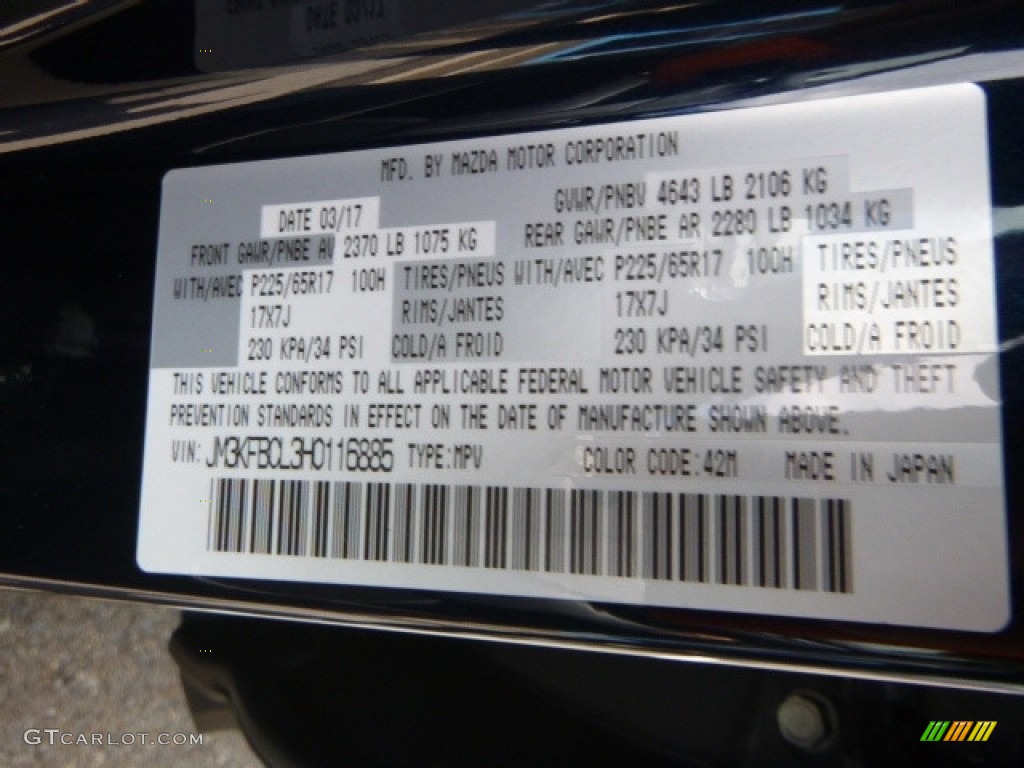 MFD. BY MAZDA MOTOR CORPORATION
DATE 03/17 GVWR/PNBV 4643 LB 2106 KG
FRONT GAWR/PNBE AV 2370 LB 1075 KG REAR GAWR/PNBE AR 2280 LB 1034 KG
WITH/AVEC P225/65R17 100H TIRES/PNEUS WITH/AVEC P225/65R17 100H TIRES/PNEUS
17X7J RIMS/JANTES 17X7J RIMS/JANTES
230 KPA/34 PSI COLD/A FROID 230 KPA/34 PSI COLD/A FROID
THIS VEHICLE CONFORMS TO ALL APPLICABLE FEDERAL MOTOR VEHICLE SAFETY AND THEFT
PREVENTION STANDARDS IN EFFECT ON THE DATE OF MANUFACTURE SHOWN ABOVE.
VIN: JM3KFBCL3H0116885 TYPE:MPV COLOR CODE:42M MADE IN JAPAN
GTCARLOT.COM